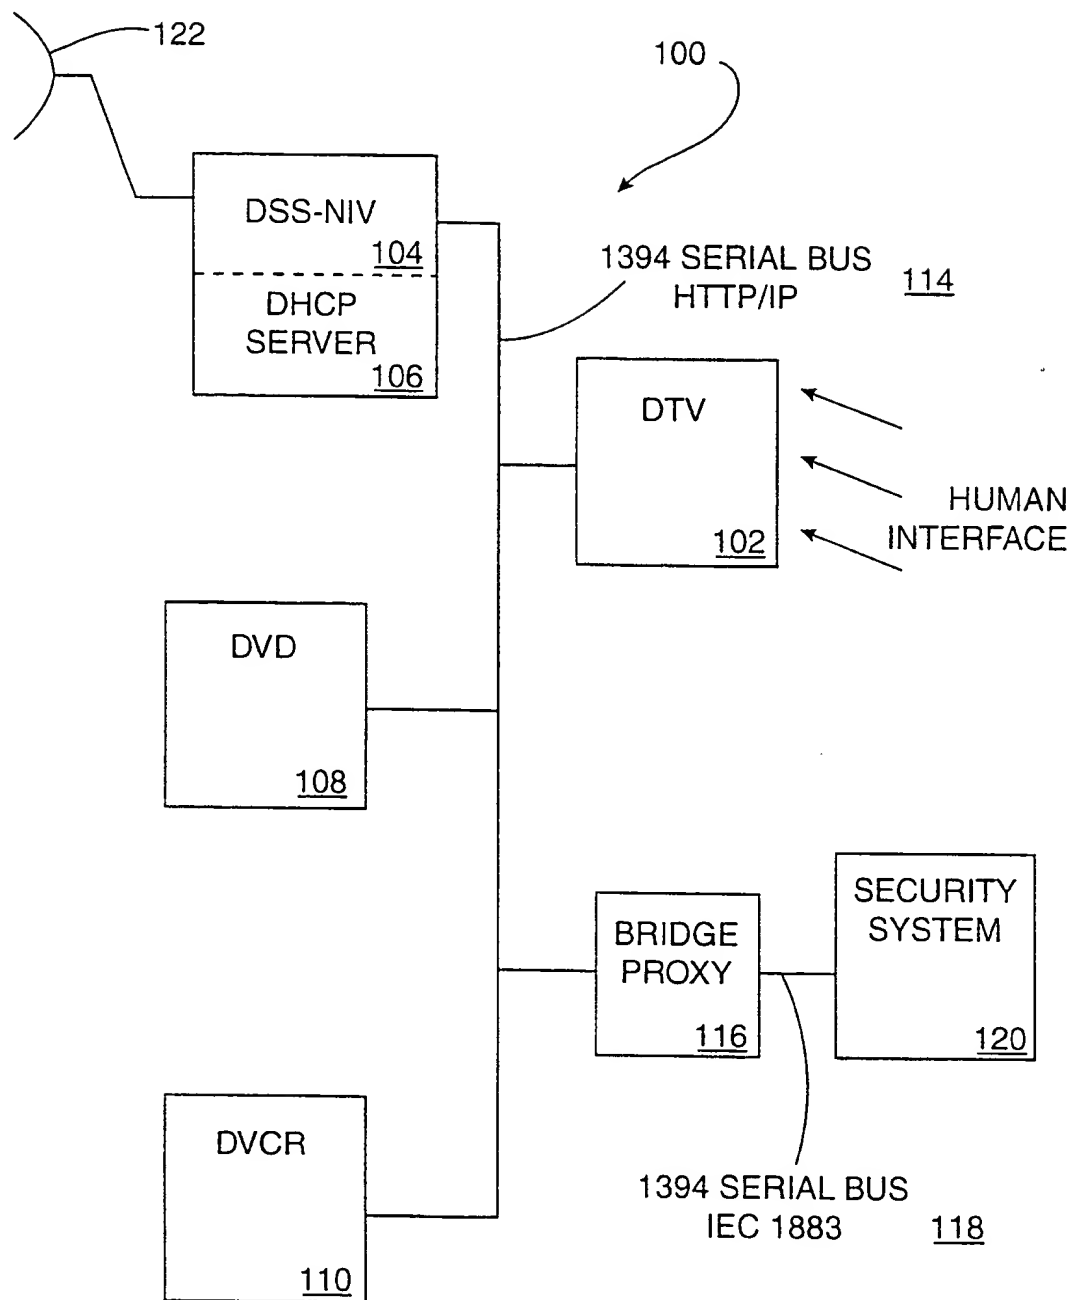 122
100
DSS-NIV
104
DHCP
SERVER
106
1394 SERIAL BUS
HTTP/IP
114
DTV
102
HUMAN
INTERFACE
DVD
108
BRIDGE
PROXY
116
SECURITY
SYSTEM
120
DVCR
110
1394 SERIAL BUS
IEC 1883
118